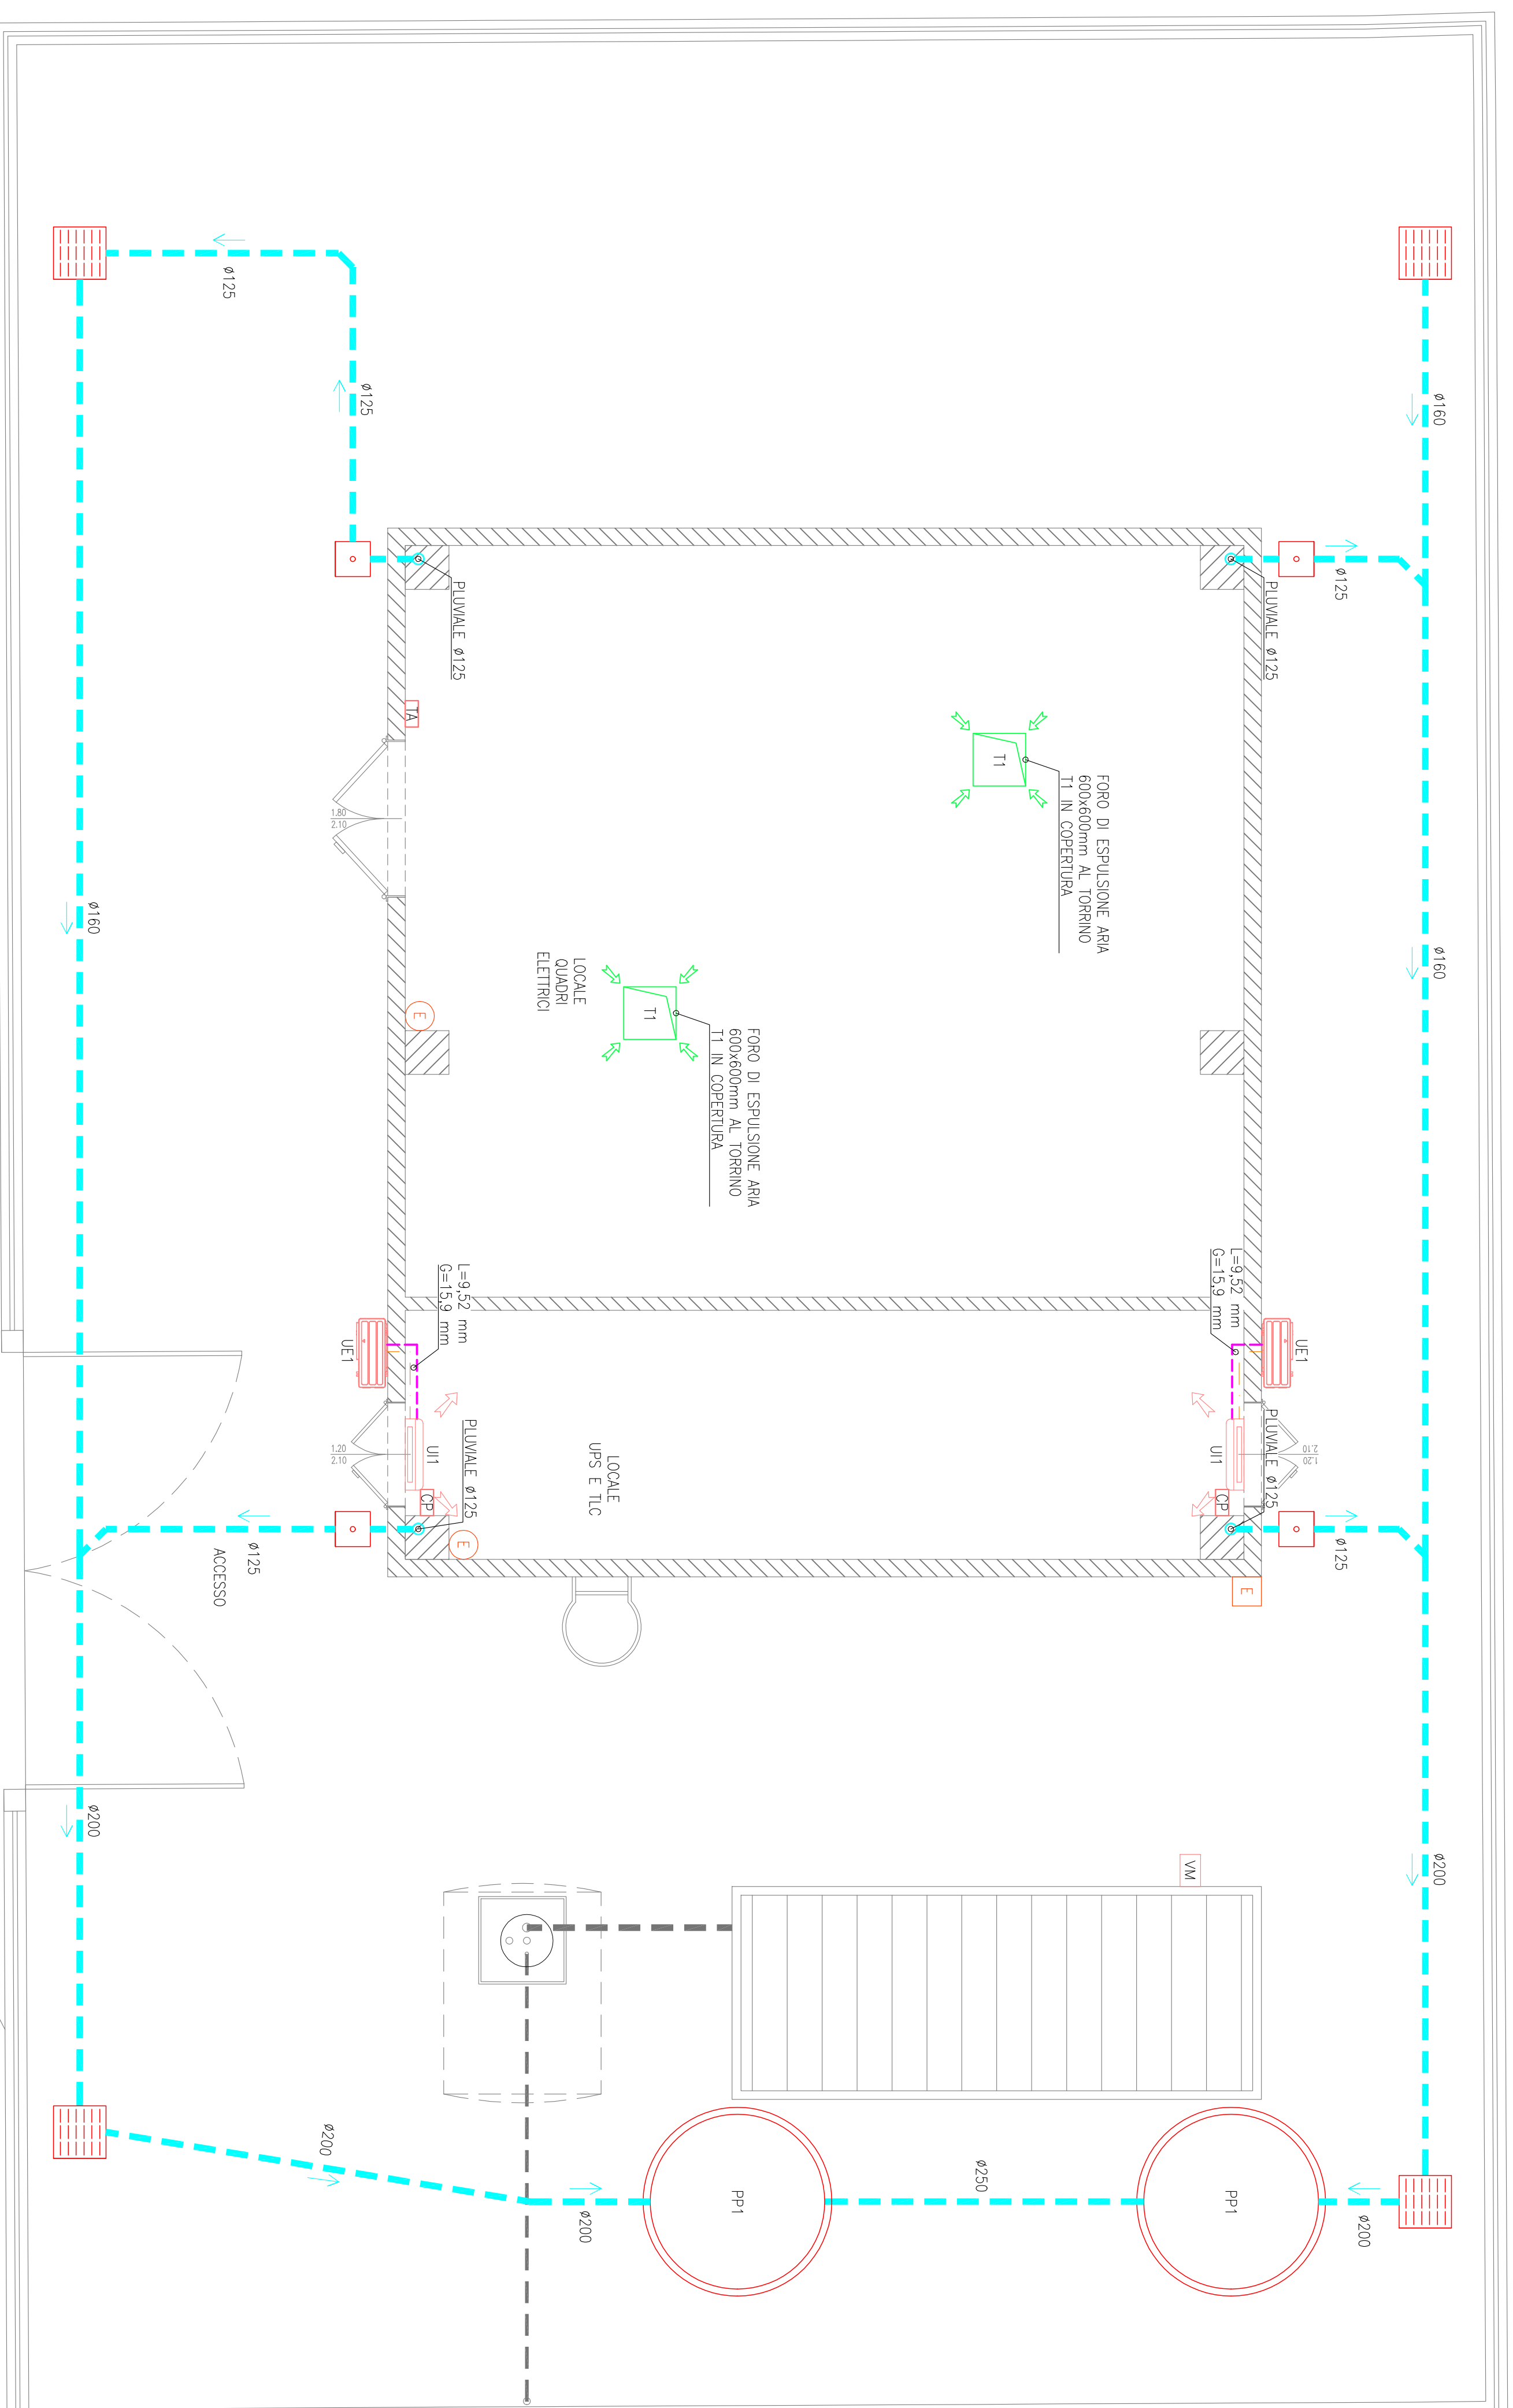 ø160
ø160
ø200
ø125
PLUVIALE ø125
UE1
PLUVIALE ø125
ø125
2.10
1.20
L=9,52 mm
G=15,9 mm
UI1
CP
E
VM
T1
FORO DI ESPULSIONE ARIA
600x600mm AL TORRINO
T1 IN COPERTURA
PP1
ø200
ø250
T1
FORO DI ESPULSIONE ARIA
600x600mm AL TORRINO
T1 IN COPERTURA
PP1
LOCALE
QUADRI
ELETTRICI
LOCALE
UPS E TLC
ø200
PLUVIALE ø125
TA
E
L=9,52 mm
G=15,9 mm
PLUVIALE ø125
UI1
CP
E
ø125
1.80
2.10
UE1
1.20
2.10
ø200
ø125
ø125
ACCESSO
ø160
ø200